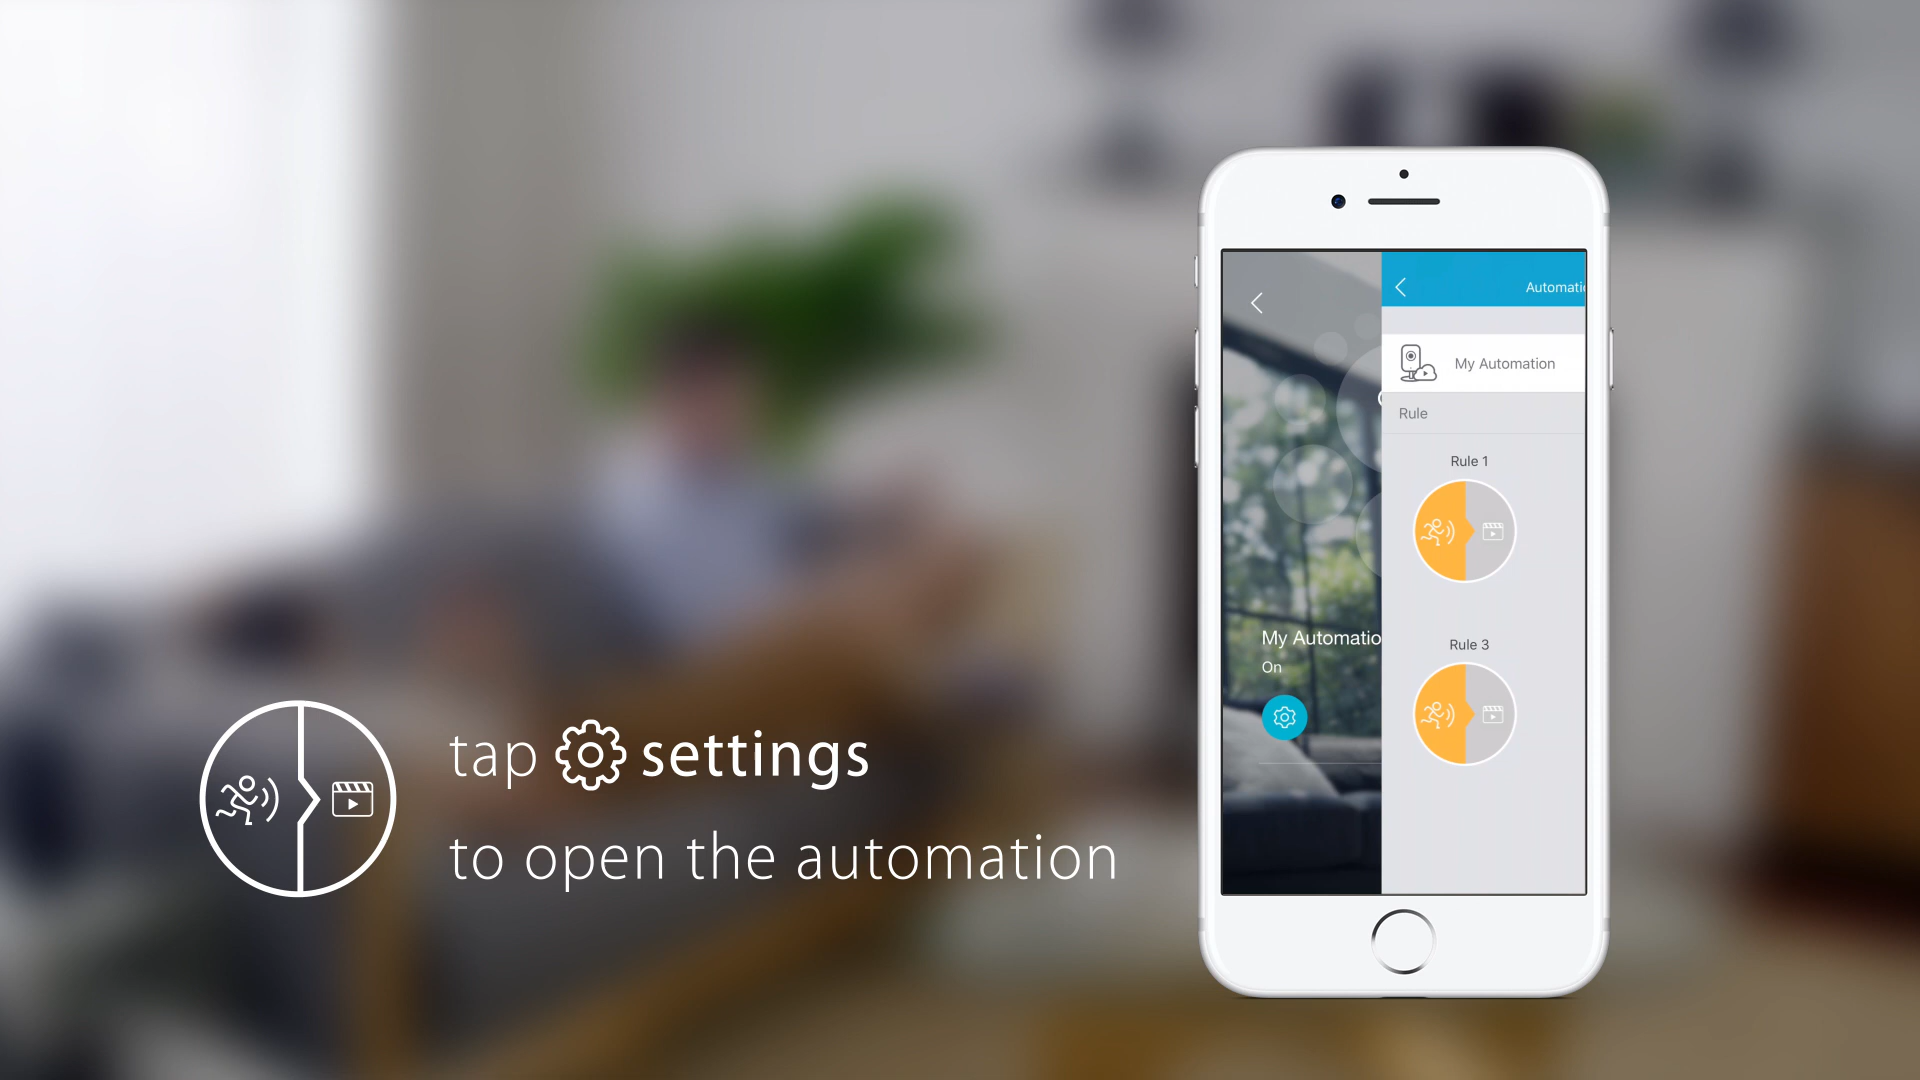 tap settings
to open the automation
Automati
My Automation
Rule
Rule 1
Rule 3
My Automatio
On